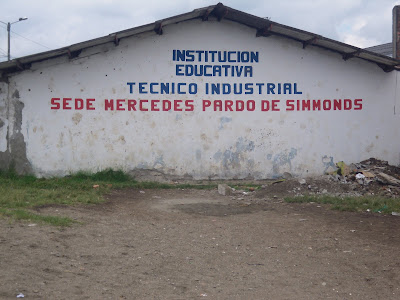 INSTITUCION
EDUCATIVA
TECNICO INDUSTRIAL
SEDE MERCEDES PARDO DE SIMMONDS